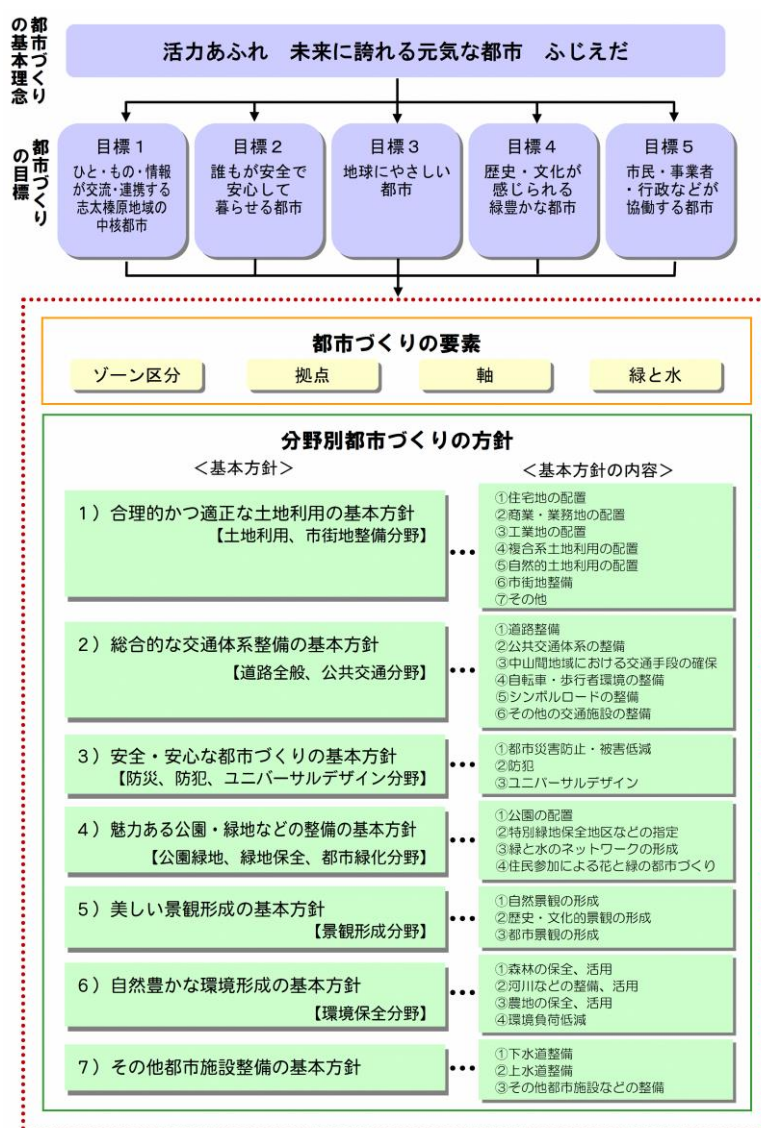 都市づくり
の基本理念
活力あふれ　未来に誇れる元気な都市　ふじえだ
都市づくり
の目標
目標１
ひと・もの・情報
が交流・連携する
志太榛原地域の
中核都市
目標２
誰もが安全で
安心して
暮らせる都市
目標３
地球にやさしい
都市
目標４
歴史・文化が
感じられる
緑豊かな都市
目標５
市民・事業者
・行政などが
協働する都市
都市づくりの要素
ゾーン区分
拠点
軸
緑と水
分野別都市づくりの方針
＜基本方針＞
＜基本方針の内容＞
１）合理的かつ適正な土地利用の基本方針
【土地利用、市街地整備分野】
①住宅地の配置
②商業・業務地の配置
③工業地の配置
④複合系土地利用の配置
⑤自然的土地利用の配置
⑥市街地整備
⑦その他
２）総合的な交通体系整備の基本方針
【道路全般、公共交通分野】
①道路整備
②公共交通体系の整備
③中山間地域における交通手段の確保
④自転車・歩行者環境の整備
⑤シンボルロードの整備
⑥その他の交通施設の整備
３）安全・安心な都市づくりの基本方針
【防災、防犯、ユニバーサルデザイン分野】
①都市災害防止・被害低減
②防犯
③ユニバーサルデザイン
４）魅力ある公園・緑地などの整備の基本方針
【公園緑地、緑地保全、都市緑化分野】
①公園の配置
②特別緑地保全地区などの指定
③緑と水のネットワークの形成
④住民参加による花と緑の都市づくり
５）美しい景観形成の基本方針
【景観形成分野】
①自然景観の形成
②歴史・文化的景観の形成
③都市景観の形成
６）自然豊かな環境形成の基本方針
【環境保全分野】
①森林の保全、活用
②河川などの整備、活用
③農地の保全、活用
④環境負荷低減
７）その他都市施設整備の基本方針
①下水道整備
②上水道整備
③その他都市施設などの整備